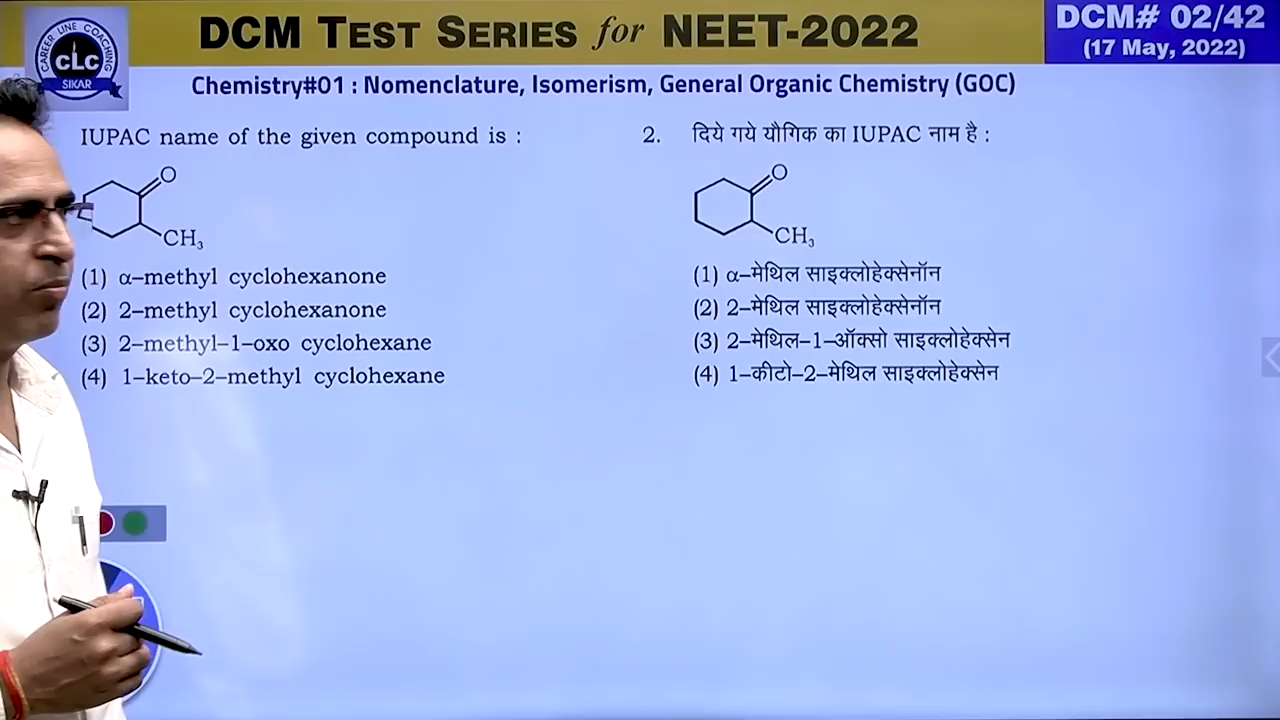 DCM TEST SERIES for NEET-2022
DCM# 02/42
(17 May, 2022)
CAREER LINE COACHING
CLC
SIKAR
Chemistry#01 : Nomenclature, Isomerism, General Organic Chemistry (GOC)
IUPAC name of the given compound is :
O
CH₃
(1) α–methyl cyclohexanone
(2) 2–methyl cyclohexanone
(3) 2–methyl–1–oxo cyclohexane
(4) 1–keto–2–methyl cyclohexane
2. दिये गये यौगिक का IUPAC नाम है :
O
CH₃
(1) α–मेथिल साइक्लोहेक्सेनॉन
(2) 2–मेथिल साइक्लोहेक्सेनॉन
(3) 2–मेथिल–1–ऑक्सो साइक्लोहेक्सेन
(4) 1–कीटो–2–मेथिल साइक्लोहेक्सेन